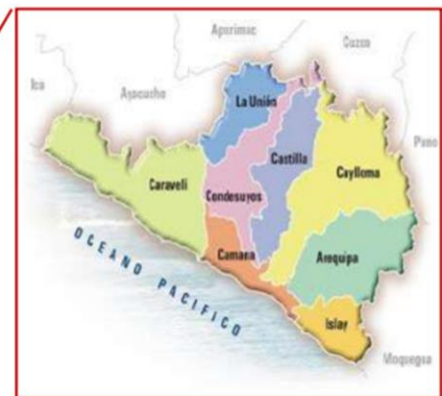 Apurimac
Cuzco
Ica
Ayacucho
La Unión
Puno
Castilla
Caraveli
Condesuyos
Caylloma
Camana
Arequipa
OCEANO PACIFICO
Islay
Moquegua